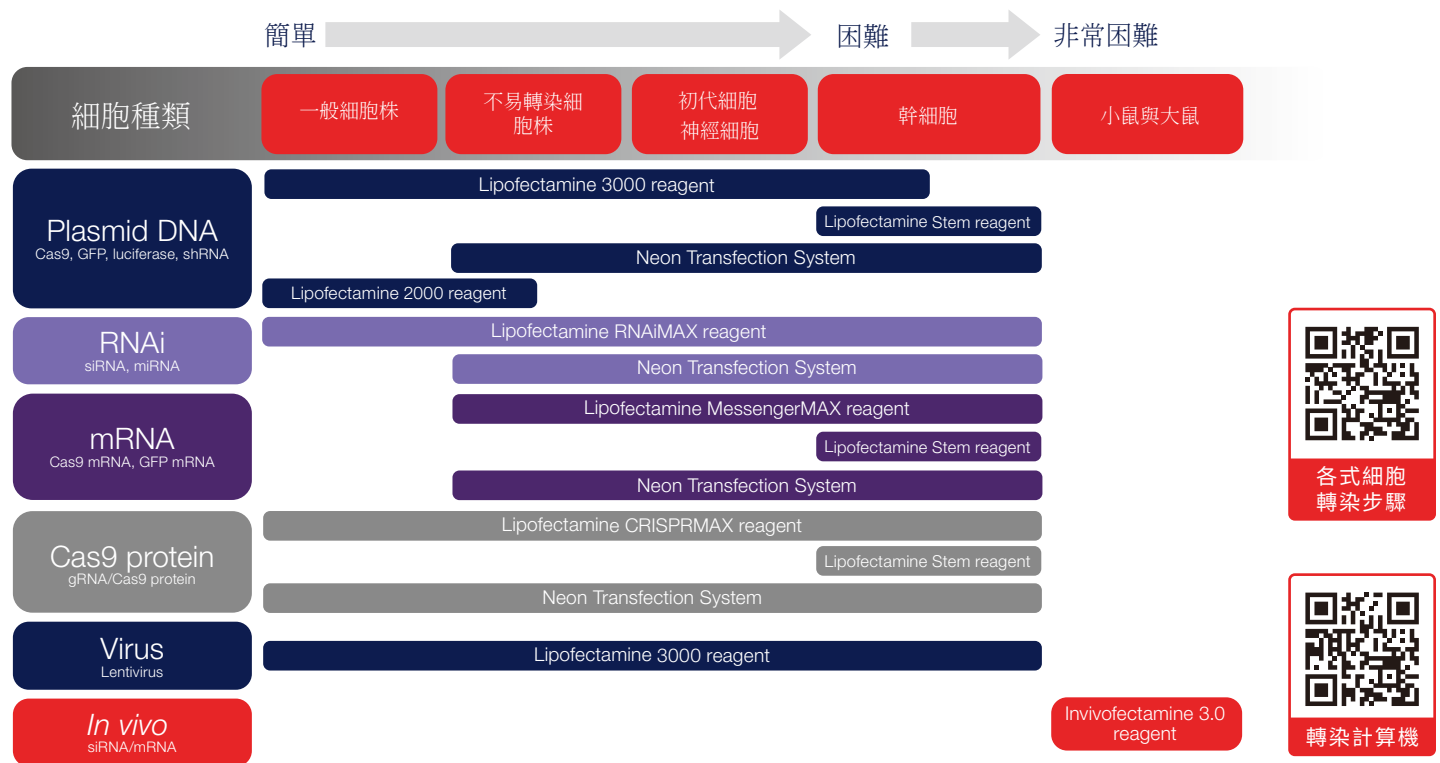 簡單
困難
非常困難
細胞種類
一般細胞株
不易轉染細
胞株
初代細胞
神經細胞
幹細胞
小鼠與大鼠
Plasmid DNA
Cas9, GFP, luciferase, shRNA
Lipofectamine 3000 reagent
Lipofectamine Stem reagent
Neon Transfection System
Lipofectamine 2000 reagent
RNAi
siRNA, miRNA
Lipofectamine RNAiMAX reagent
Neon Transfection System
mRNA
Cas9 mRNA, GFP mRNA
Lipofectamine MessengerMAX reagent
Lipofectamine Stem reagent
Neon Transfection System
Cas9 protein
gRNA/Cas9 protein
Lipofectamine CRISPRMAX reagent
Lipofectamine Stem reagent
Neon Transfection System
Virus
Lentivirus
Lipofectamine 3000 reagent
In vivo
siRNA/mRNA
Invivofectamine 3.0
reagent
各式細胞
轉染步驟
轉染計算機